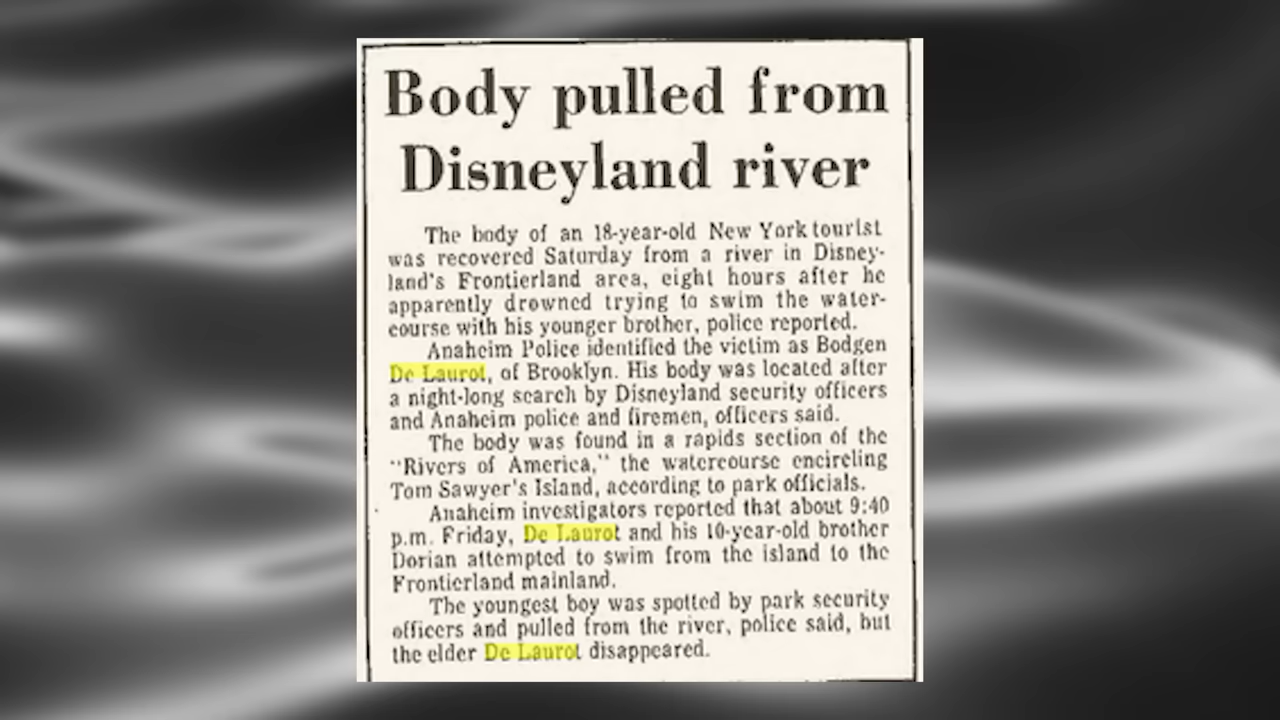 Body pulled from
Disneyland river
The body of an 18-year-old New York tourist
was recovered Saturday from a river in Disney-
land's Frontierland area, eight hours after he
apparently drowned trying to swim the water-
course with his younger brother, police reported.
Anaheim Police identified the victim as Bodgen
De Laurot, of Brooklyn. His body was located after
a night-long search by Disneyland security officers
and Anaheim police and firemen, officers said.
The body was found in a rapids section of the
"Rivers of America," the watercourse encircling
Tom Sawyer's Island, according to park officials.
Anaheim investigators reported that about 9:40
p.m. Friday, De Laurot and his 10-year-old brother
Dorian attempted to swim from the island to the
Frontierland mainland.
The youngest boy was spotted by park security
officers and pulled from the river, police said, but
the elder De Laurot disappeared.